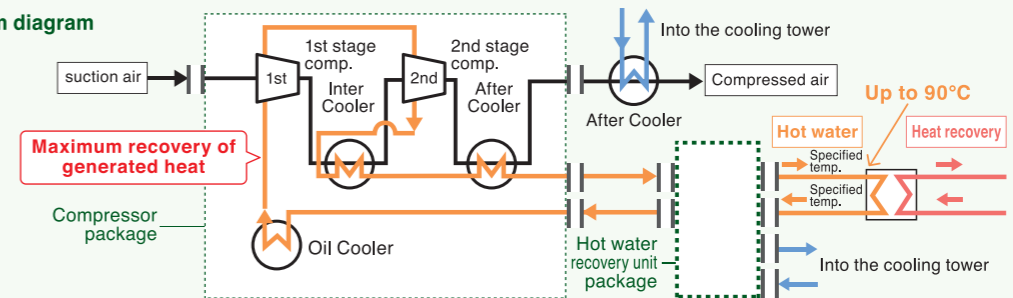 m diagram
suction air
1st
1st stage
comp.
Inter
Cooler
2nd
2nd stage
comp.
After
Cooler
Into the cooling tower
Compressed air
After Cooler
Up to 90°C
Hot water
Heat recovery
Maximum recovery of
generated heat
Specified
temp.
Specified
temp.
Compressor
package
Oil Cooler
Hot water
recovery unit
package
Into the cooling tower